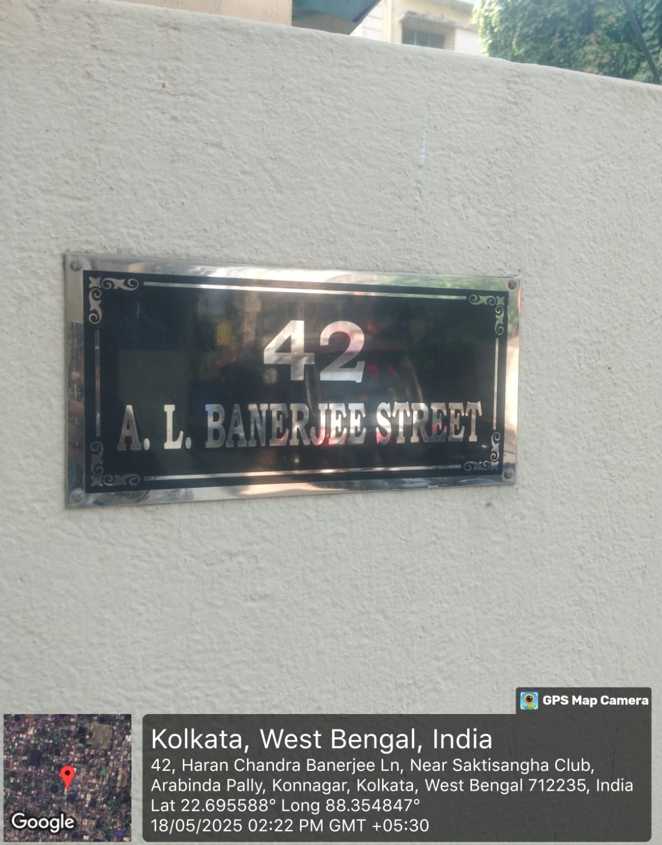 42
A. L. BANERJEE STREET
GPS Map Camera
Kolkata, West Bengal, India
42, Haran Chandra Banerjee Ln, Near Saktisangha Club,
Arabinda Pally, Konnagar, Kolkata, West Bengal 712235, India
Lat 22.695588° Long 88.354847°
18/05/2025 02:22 PM GMT +05:30
Google